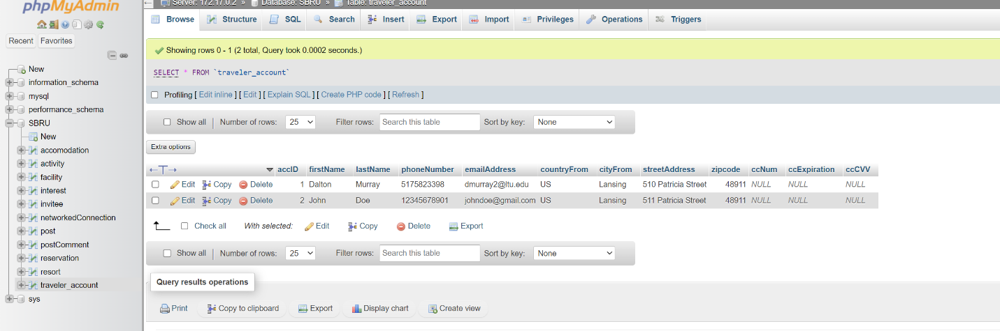 phpMyAdmin
Server: 172.17.0.2 » Database: SBRU » Table: traveler_account
Browse Structure SQL Search Insert Export Import Privileges Operations Triggers
Recent Favorites
New
information_schema
mysql
performance_schema
SBRU
New
accomodation
activity
facility
interest
invitee
networkedConnection
post
postComment
reservation
resort
traveler_account
sys
Showing rows 0 - 1 (2 total, Query took 0.0002 seconds.)
SELECT * FROM `traveler_account`
Profiling [ Edit inline ] [ Edit ] [ Explain SQL ] [ Create PHP code ] [ Refresh ]
Show all | Number of rows: 25 Filter rows: Search this table Sort by key: None
Extra options
←T→ accID firstName lastName phoneNumber emailAddress countryFrom cityFrom streetAddress zipcode ccNum ccExpiration ccCVV
Edit Copy Delete 1 Dalton Murray 5175823398 dmurray2@ltu.edu US Lansing 510 Patricia Street 48911 NULL NULL NULL
Edit Copy Delete 2 John Doe 12345678901 johndoe@gmail.com US Lansing 511 Patricia Street 48911 NULL NULL NULL
Check all With selected: Edit Copy Delete Export
Show all | Number of rows: 25 Filter rows: Search this table Sort by key: None
Query results operations
Print Copy to clipboard Export Display chart Create view